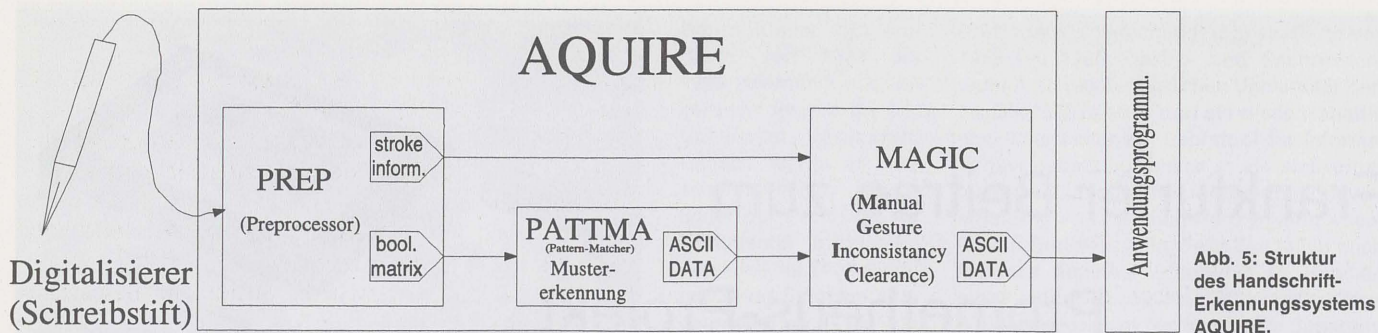 AQUIRE
Digitalisierer
(Schreibstift)
PREP
(Preprocessor)
stroke
inform.
bool.
matrix
PATTMA
(Pattern-Matcher)
Muster-
erkennung
ASCII
DATA
MAGIC
(Manual
Gesture
Inconsistancy
Clearance)
ASCII
DATA
Anwendungsprogramm.
Abb. 5: Struktur
des Handschrift-
Erkennungssystems
AQUIRE.